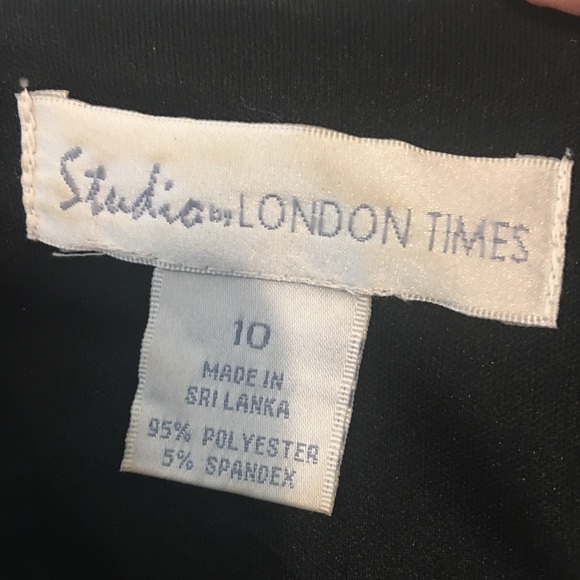 Studio by LONDON TIMES
10
MADE IN
SRI LANKA
95% POLYESTER
5% SPANDEX